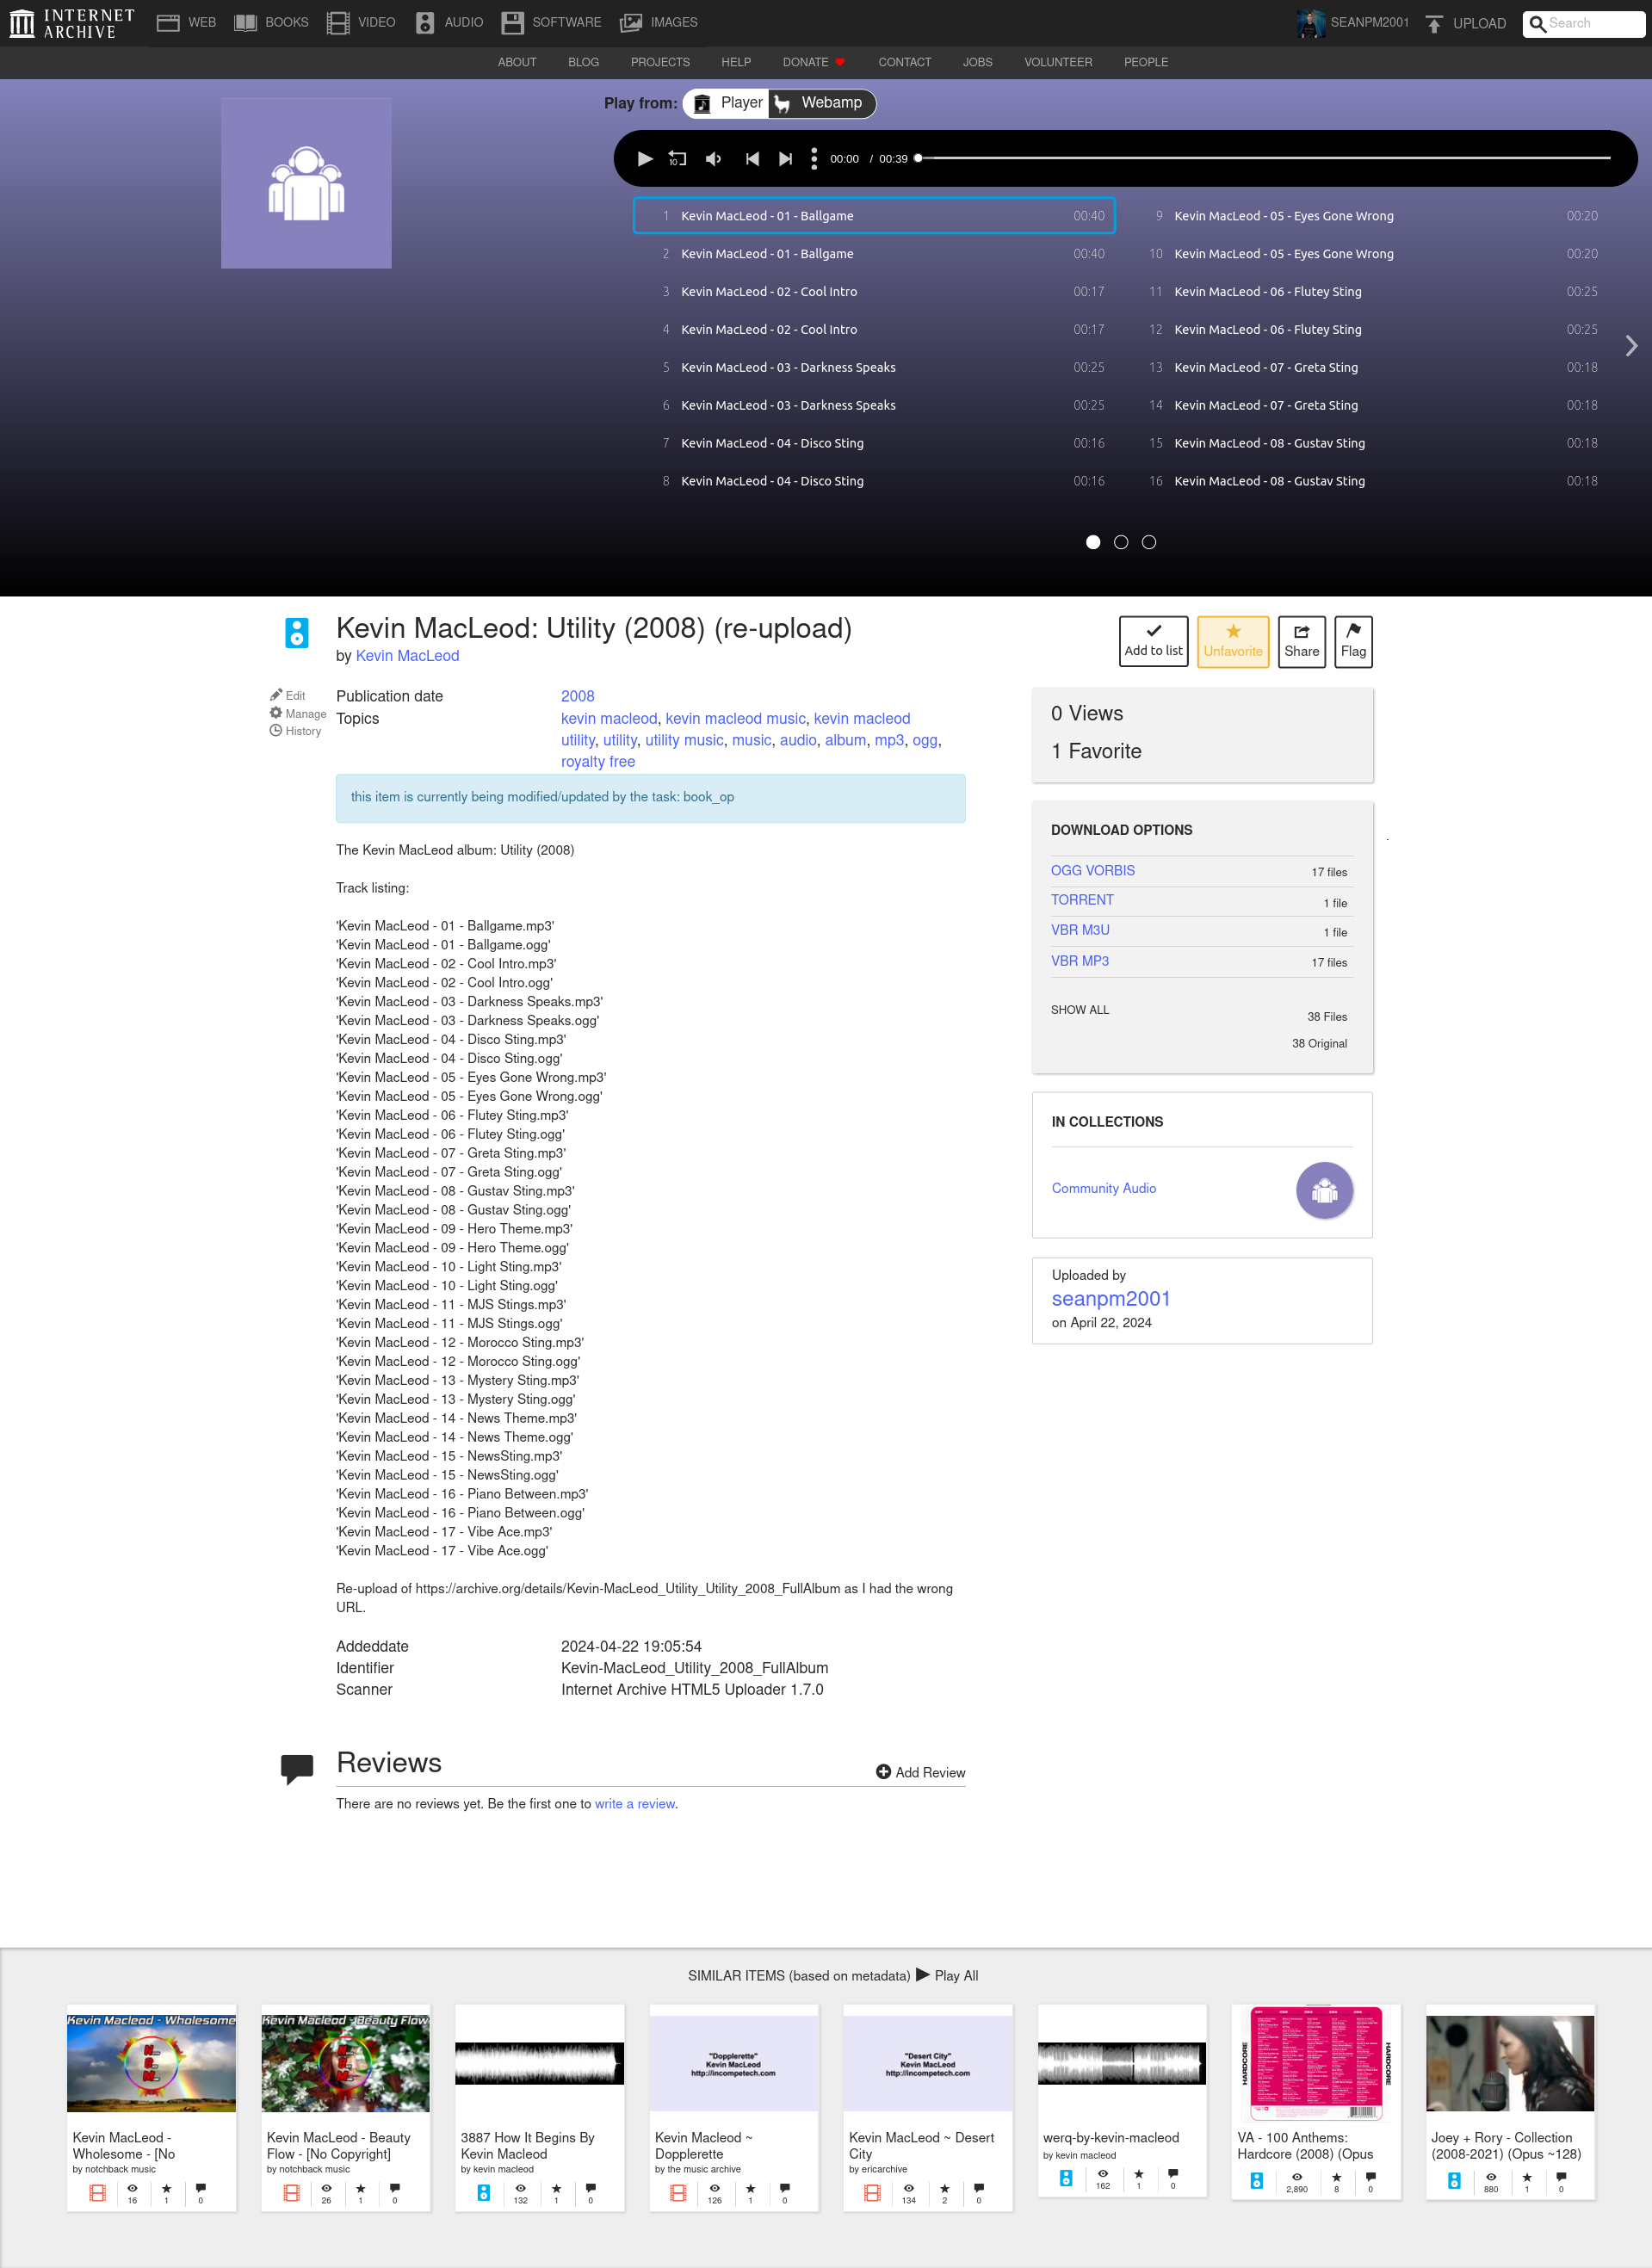 INTERNET ARCHIVE
WEB BOOKS VIDEO AUDIO SOFTWARE IMAGES
SEANPM2001 UPLOAD Search
ABOUT BLOG PROJECTS HELP DONATE CONTACT JOBS VOLUNTEER PEOPLE
Play from: Player Webamp
10 00:00 / 00:39
1 Kevin MacLeod - 01 - Ballgame 00:40
2 Kevin MacLeod - 01 - Ballgame 00:40
3 Kevin MacLeod - 02 - Cool Intro 00:17
4 Kevin MacLeod - 02 - Cool Intro 00:17
5 Kevin MacLeod - 03 - Darkness Speaks 00:25
6 Kevin MacLeod - 03 - Darkness Speaks 00:25
7 Kevin MacLeod - 04 - Disco Sting 00:16
8 Kevin MacLeod - 04 - Disco Sting 00:16
9 Kevin MacLeod - 05 - Eyes Gone Wrong 00:20
10 Kevin MacLeod - 05 - Eyes Gone Wrong 00:20
11 Kevin MacLeod - 06 - Flutey Sting 00:25
12 Kevin MacLeod - 06 - Flutey Sting 00:25
13 Kevin MacLeod - 07 - Greta Sting 00:18
14 Kevin MacLeod - 07 - Greta Sting 00:18
15 Kevin MacLeod - 08 - Gustav Sting 00:18
16 Kevin MacLeod - 08 - Gustav Sting 00:18
Kevin MacLeod: Utility (2008) (re-upload)
by Kevin MacLeod
Edit
Manage
History
Publication date 2008
Topics kevin macleod, kevin macleod music, kevin macleod
utility, utility, utility music, music, audio, album, mp3, ogg,
royalty free
this item is currently being modified/updated by the task: book_op
The Kevin MacLeod album: Utility (2008)
Track listing:
'Kevin MacLeod - 01 - Ballgame.mp3'
'Kevin MacLeod - 01 - Ballgame.ogg'
'Kevin MacLeod - 02 - Cool Intro.mp3'
'Kevin MacLeod - 02 - Cool Intro.ogg'
'Kevin MacLeod - 03 - Darkness Speaks.mp3'
'Kevin MacLeod - 03 - Darkness Speaks.ogg'
'Kevin MacLeod - 04 - Disco Sting.mp3'
'Kevin MacLeod - 04 - Disco Sting.ogg'
'Kevin MacLeod - 05 - Eyes Gone Wrong.mp3'
'Kevin MacLeod - 05 - Eyes Gone Wrong.ogg'
'Kevin MacLeod - 06 - Flutey Sting.mp3'
'Kevin MacLeod - 06 - Flutey Sting.ogg'
'Kevin MacLeod - 07 - Greta Sting.mp3'
'Kevin MacLeod - 07 - Greta Sting.ogg'
'Kevin MacLeod - 08 - Gustav Sting.mp3'
'Kevin MacLeod - 08 - Gustav Sting.ogg'
'Kevin MacLeod - 09 - Hero Theme.mp3'
'Kevin MacLeod - 09 - Hero Theme.ogg'
'Kevin MacLeod - 10 - Light Sting.mp3'
'Kevin MacLeod - 10 - Light Sting.ogg'
'Kevin MacLeod - 11 - MJS Stings.mp3'
'Kevin MacLeod - 11 - MJS Stings.ogg'
'Kevin MacLeod - 12 - Morocco Sting.mp3'
'Kevin MacLeod - 12 - Morocco Sting.ogg'
'Kevin MacLeod - 13 - Mystery Sting.mp3'
'Kevin MacLeod - 13 - Mystery Sting.ogg'
'Kevin MacLeod - 14 - News Theme.mp3'
'Kevin MacLeod - 14 - News Theme.ogg'
'Kevin MacLeod - 15 - NewsSting.mp3'
'Kevin MacLeod - 15 - NewsSting.ogg'
'Kevin MacLeod - 16 - Piano Between.mp3'
'Kevin MacLeod - 16 - Piano Between.ogg'
'Kevin MacLeod - 17 - Vibe Ace.mp3'
'Kevin MacLeod - 17 - Vibe Ace.ogg'
Re-upload of https://archive.org/details/Kevin-MacLeod_Utility_Utility_2008_FullAlbum as I had the wrong
URL.
Addeddate 2024-04-22 19:05:54
Identifier Kevin-MacLeod_Utility_2008_FullAlbum
Scanner Internet Archive HTML5 Uploader 1.7.0
Add to list Unfavorite Share Flag
0 Views
1 Favorite
DOWNLOAD OPTIONS
OGG VORBIS 17 files
TORRENT 1 file
VBR M3U 1 file
VBR MP3 17 files
SHOW ALL 38 Files
38 Original
IN COLLECTIONS
Community Audio
Uploaded by
seanpm2001
on April 22, 2024
Reviews
Add Review
There are no reviews yet. Be the first one to write a review.
SIMILAR ITEMS (based on metadata) Play All
Kevin Macleod - Wholesome
Kevin MacLeod -
Wholesome - [No
by notchback music
16 1 0
Kevin Macleod - Beauty Flow
Kevin MacLeod - Beauty
Flow - [No Copyright]
by notchback music
26 1 0
3887 How It Begins By
Kevin Macleod
by kevin macleod
132 1 0
"Dopplerette"
Kevin MacLeod
http://incompetech.com
Kevin Macleod ~
Dopplerette
by the music archive
126 1 0
"Desert City"
Kevin MacLeod
http://incompetech.com
Kevin MacLeod ~ Desert
City
by ericarchive
134 2 0
werq-by-kevin-macleod
by kevin macleod
162 1 0
HARDCORE
HARDCORE
VA - 100 Anthems:
Hardcore (2008) (Opus
2,890 8 0
Joey + Rory - Collection
(2008-2021) (Opus ~128)
880 1 0